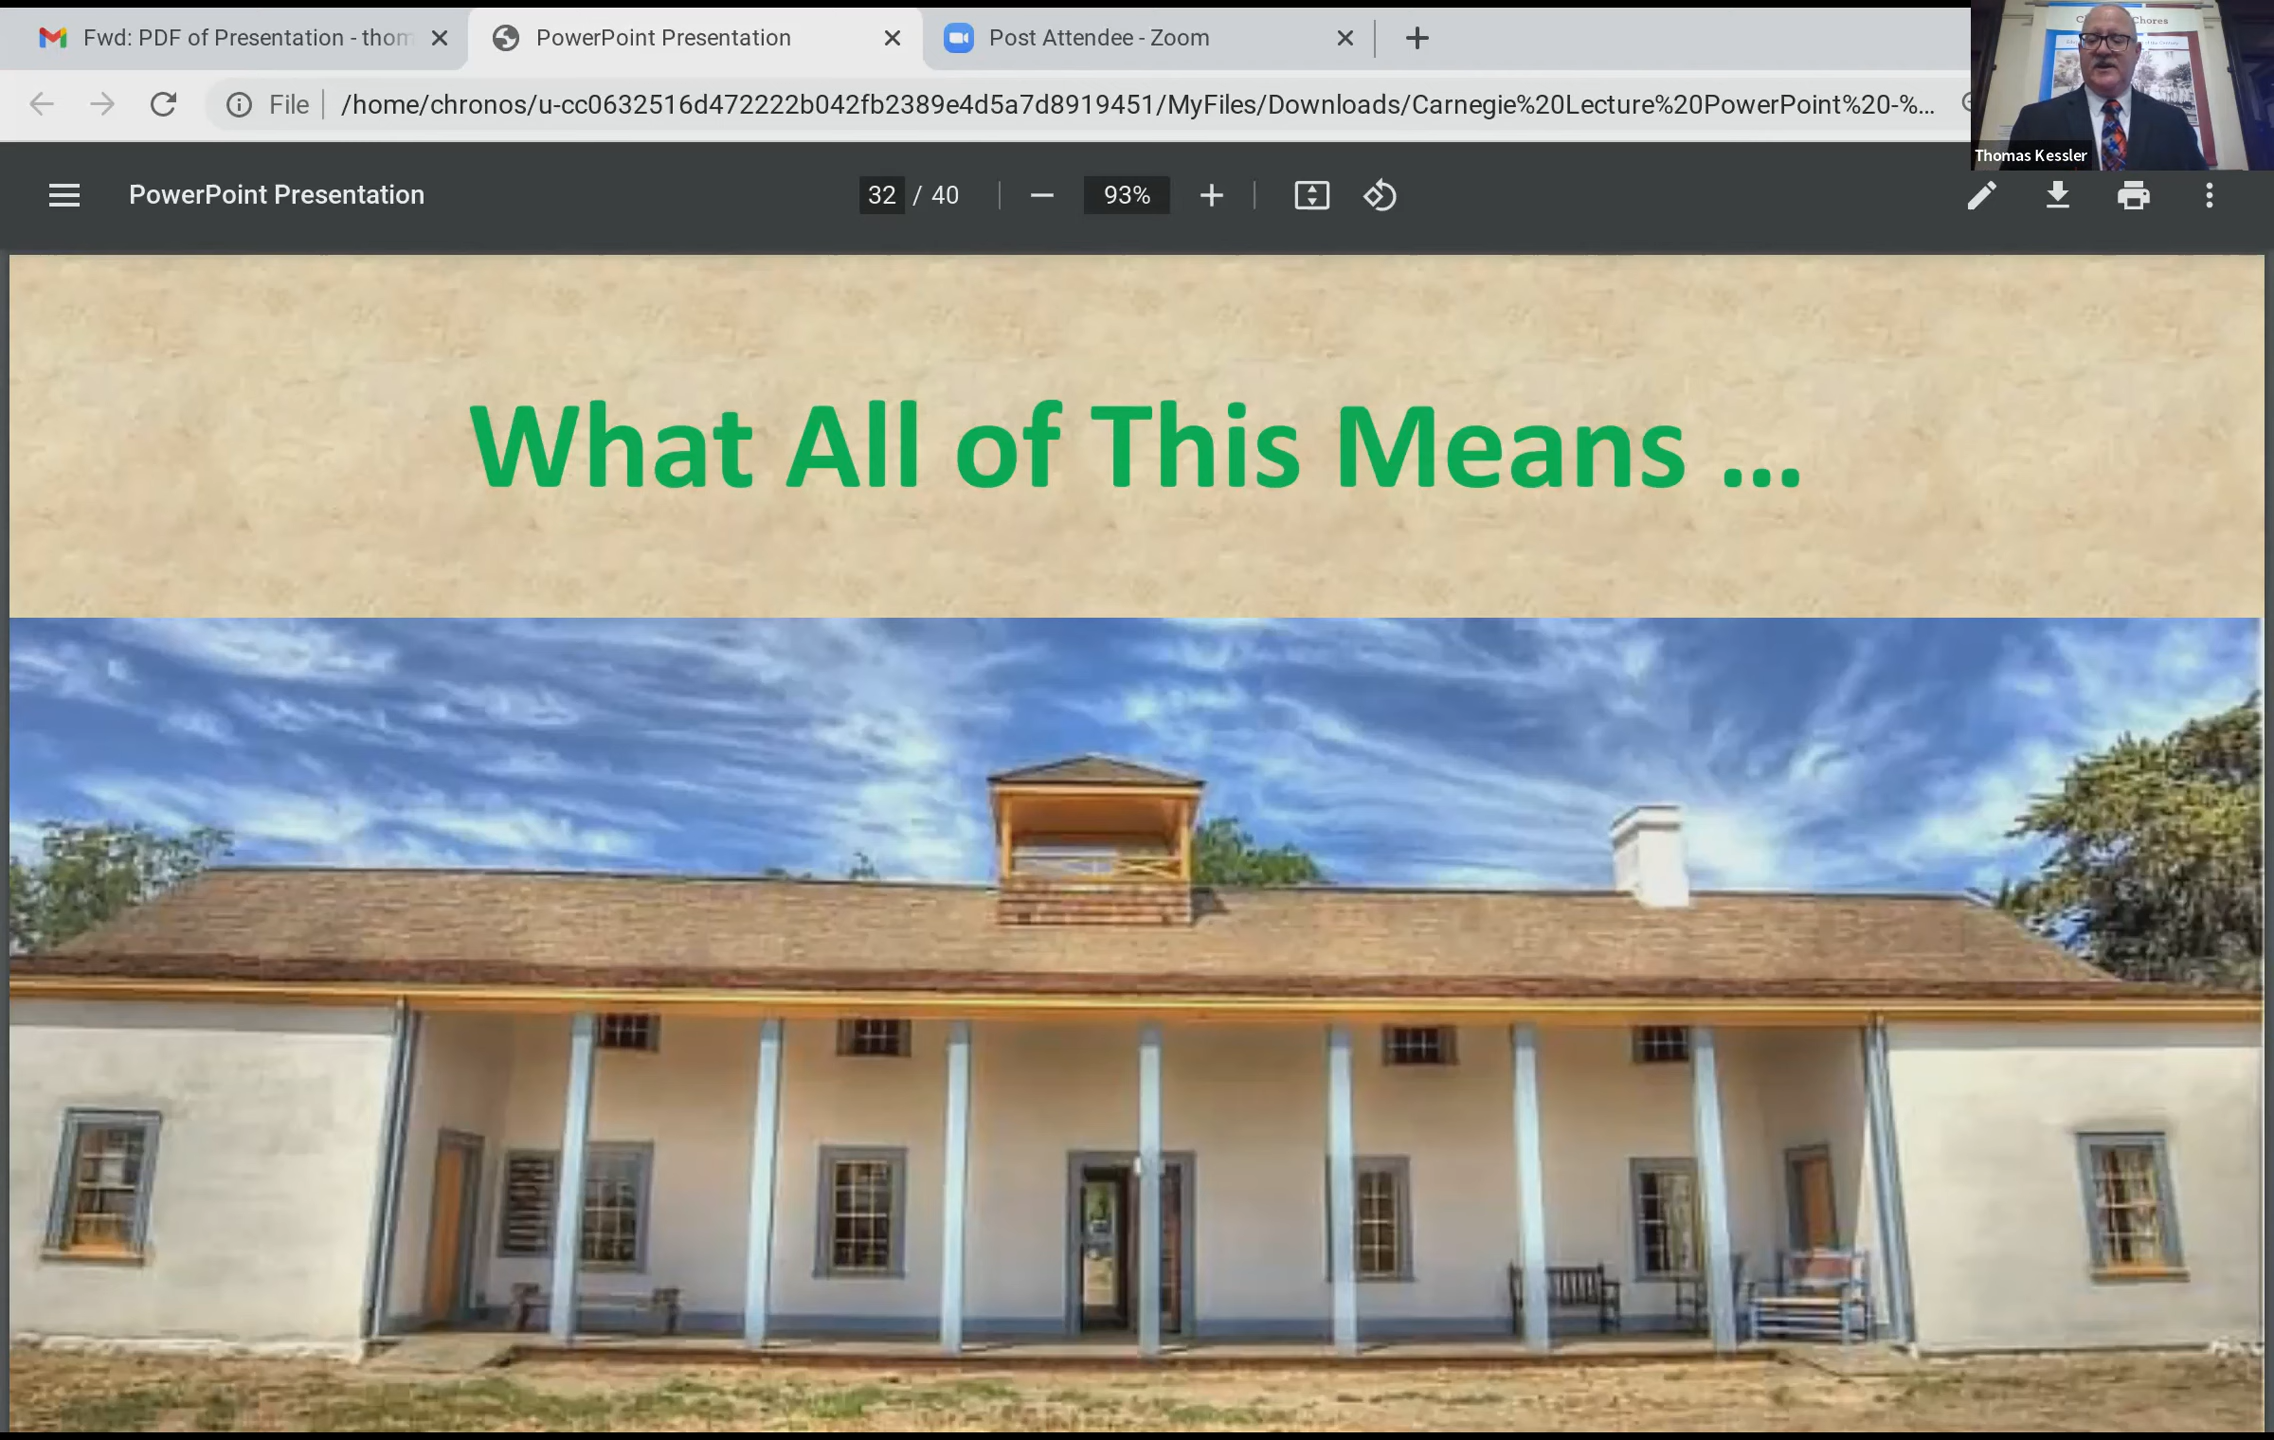 Fwd: PDF of Presentation - thom
PowerPoint Presentation
Post Attendee - Zoom
File
/home/chronos/u-cc0632516d472222b042fb2389e4d5a7d8919451/MyFiles/Downloads/Carnegie%20Lecture%20PowerPoint%20-%...
Chores
Thomas Kessler
PowerPoint Presentation
32 / 40
93%
What All of This Means ...